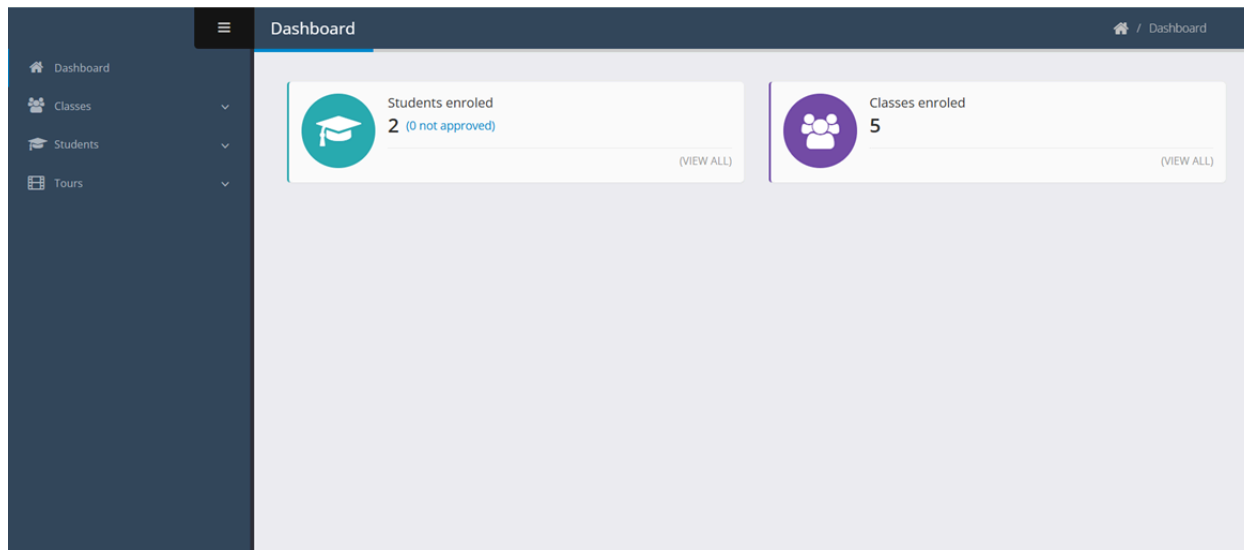 Dashboard
/ Dashboard
Dashboard
Classes
Students
Tours
Students enroled
2 (0 not approved)
(VIEW ALL)
Classes enroled
5
(VIEW ALL)